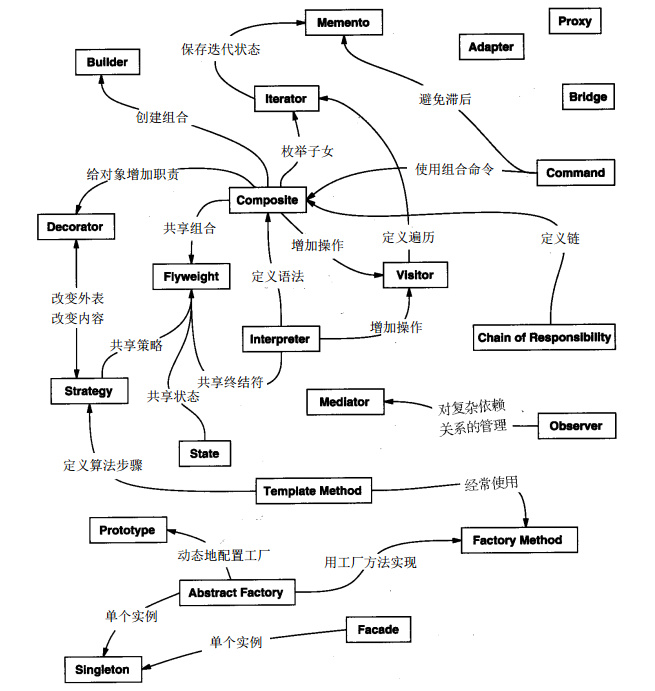 Memento
Proxy
Adapter
保存迭代状态
Builder
Iterator
Bridge
避免滞后
创建组合
枚举子女
给对象增加职责
使用组合命令
Command
Composite
Decorator
共享组合
增加操作
定义遍历
定义链
Flyweight
定义语法
Visitor
改变外表
改变内容
增加操作
共享策略
Interpreter
Chain of Responsibility
Strategy
共享状态
共享终结符
Mediator
对复杂依赖
关系的管理
Observer
State
定义算法步骤
Template Method
经常使用
Prototype
Factory Method
动态地配置工厂
用工厂方法实现
Abstract Factory
单个实例
Facade
单个实例
Singleton